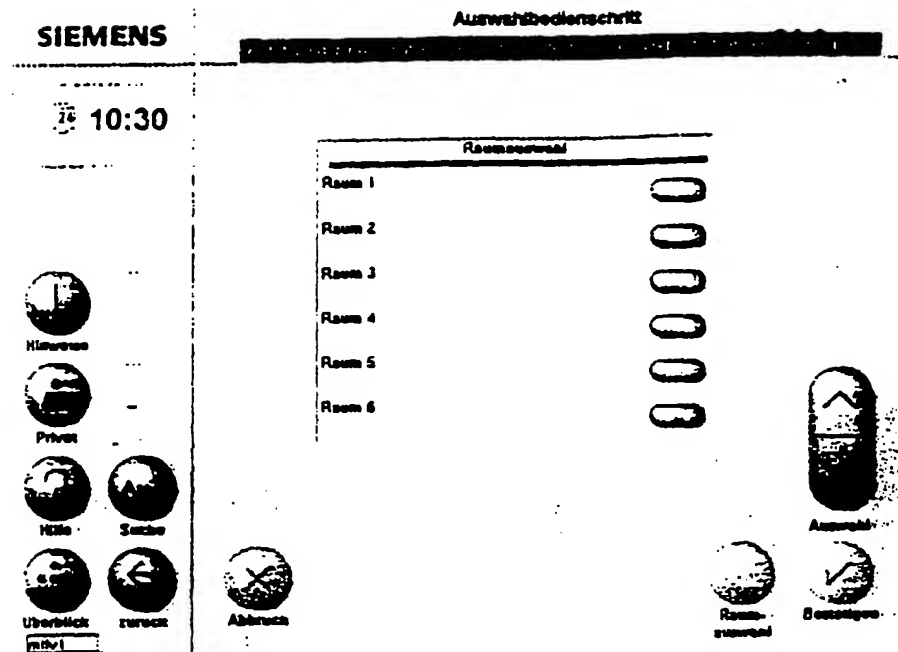 Auswahlbedienschritt
SIEMENS
24 10:30
Raumauswahl
Raum 1
Raum 2
Raum 3
Raum 4
Raum 5
Raum 6
Hinweise
Privat
Hilfe
Suche
Auswahl
Überblick
zurück
Abbruch
Raum-
auswahl
Bestätigen